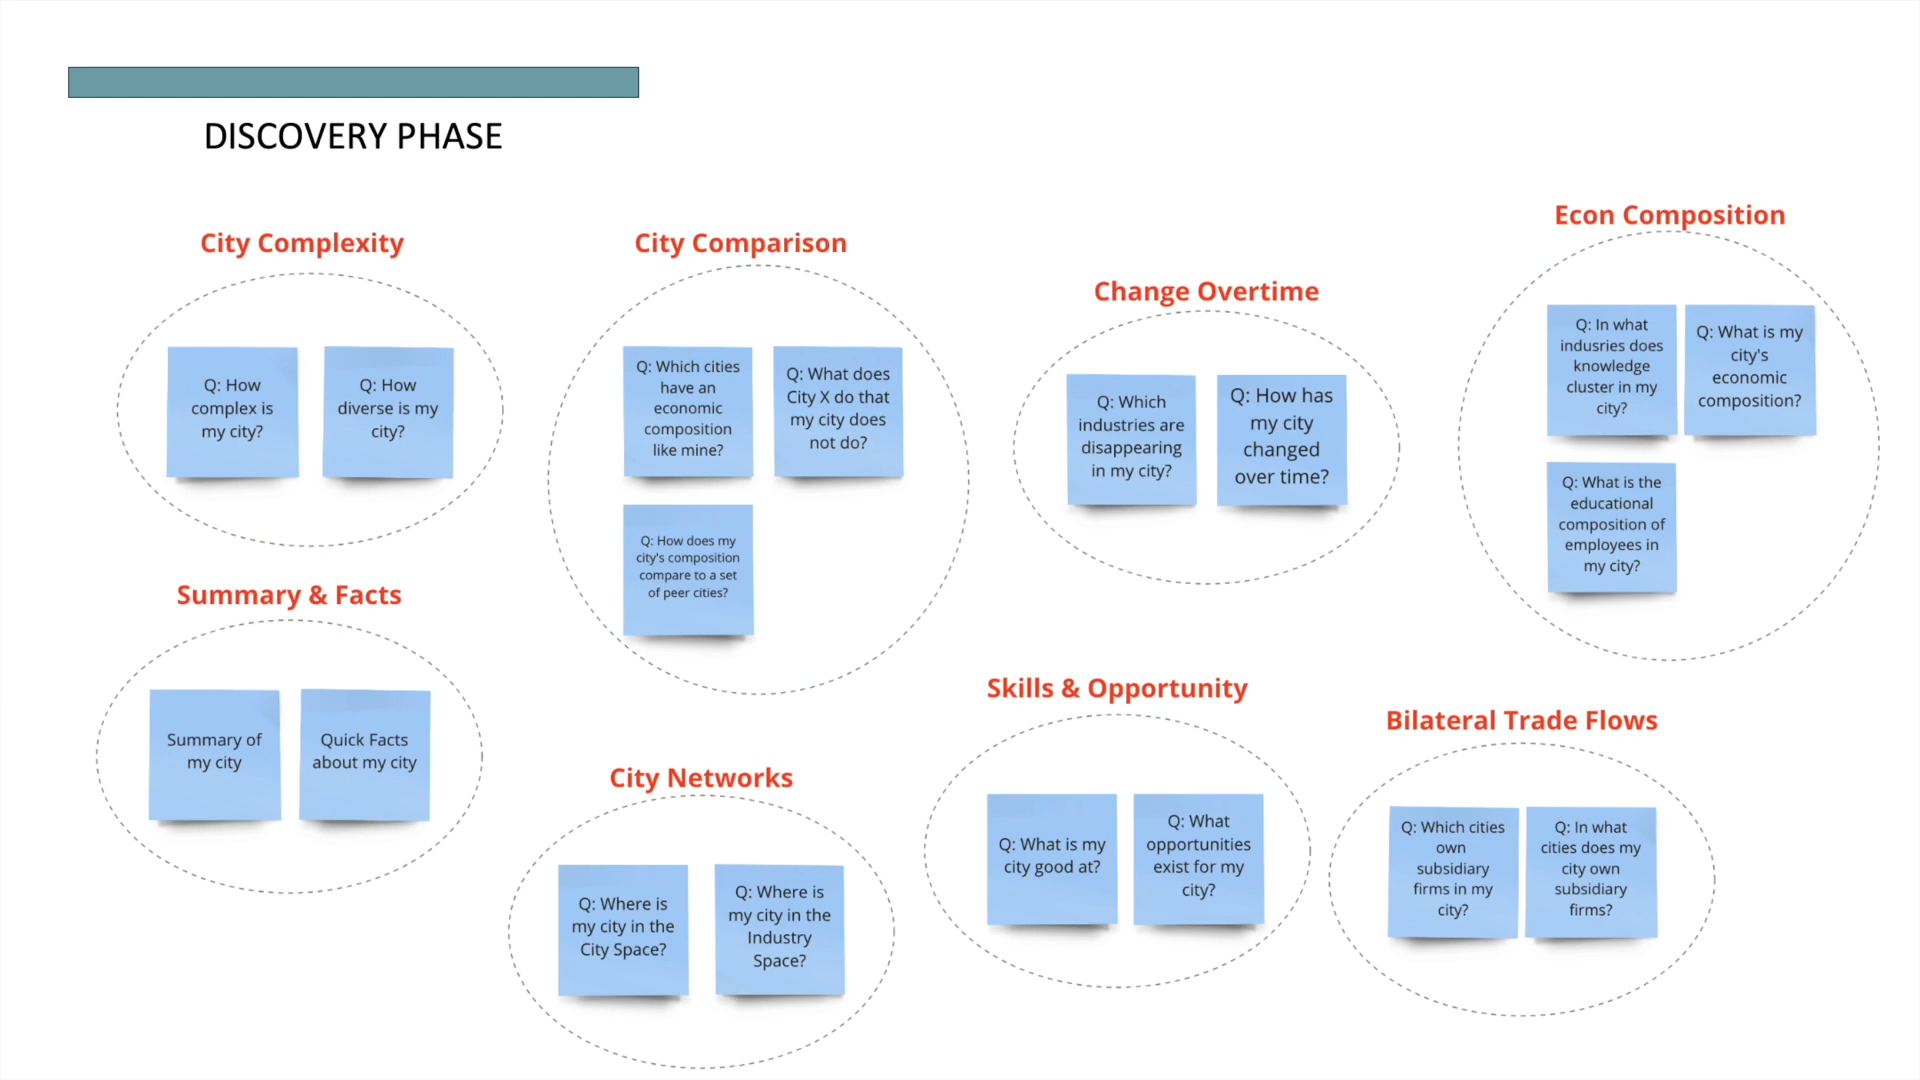 DISCOVERY PHASE
City Complexity
Q: How
complex is
my city?
Q: How
diverse is my
city?
City Comparison
Q: Which cities
have an
economic
composition
like mine?
Q: What does
City X do that
my city does
not do?
Q: How does my
city's composition
compare to a set
of peer cities?
Change Overtime
Q: Which
industries are
disappearing
in my city?
Q: How has
my city
changed
over time?
Econ Composition
Q: In what
indusries does
knowledge
cluster in my
city?
Q: What is my
city's
economic
composition?
Q: What is the
educational
composition of
employees in
my city?
Summary & Facts
Summary of
my city
Quick Facts
about my city
City Networks
Q: Where is
my city in the
City Space?
Q: Where is
my city in the
Industry
Space?
Skills & Opportunity
Q: What is my
city good at?
Q: What
opportunities
exist for my
city?
Bilateral Trade Flows
Q: Which cities
own
subsidiary
firms in my
city?
Q: In what
cities does my
city own
subsidiary
firms?